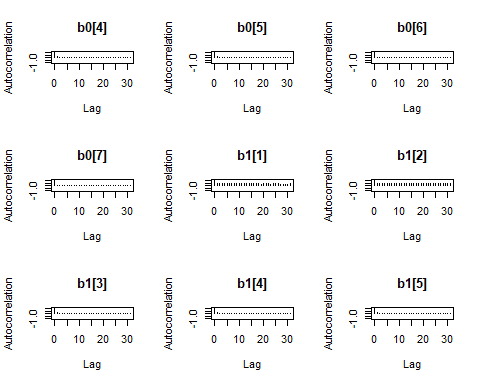 b0[4] b0[5] b0[6]
Autocorrelation Autocorrelation Autocorrelation
-1.0 -1.0 -1.0
0 10 20 30 0 10 20 30 0 10 20 30
Lag Lag Lag
b0[7] b1[1] b1[2]
Autocorrelation Autocorrelation Autocorrelation
-1.0 -1.0 -1.0
0 10 20 30 0 10 20 30 0 10 20 30
Lag Lag Lag
b1[3] b1[4] b1[5]
Autocorrelation Autocorrelation Autocorrelation
-1.0 -1.0 -1.0
0 10 20 30 0 10 20 30 0 10 20 30
Lag Lag Lag